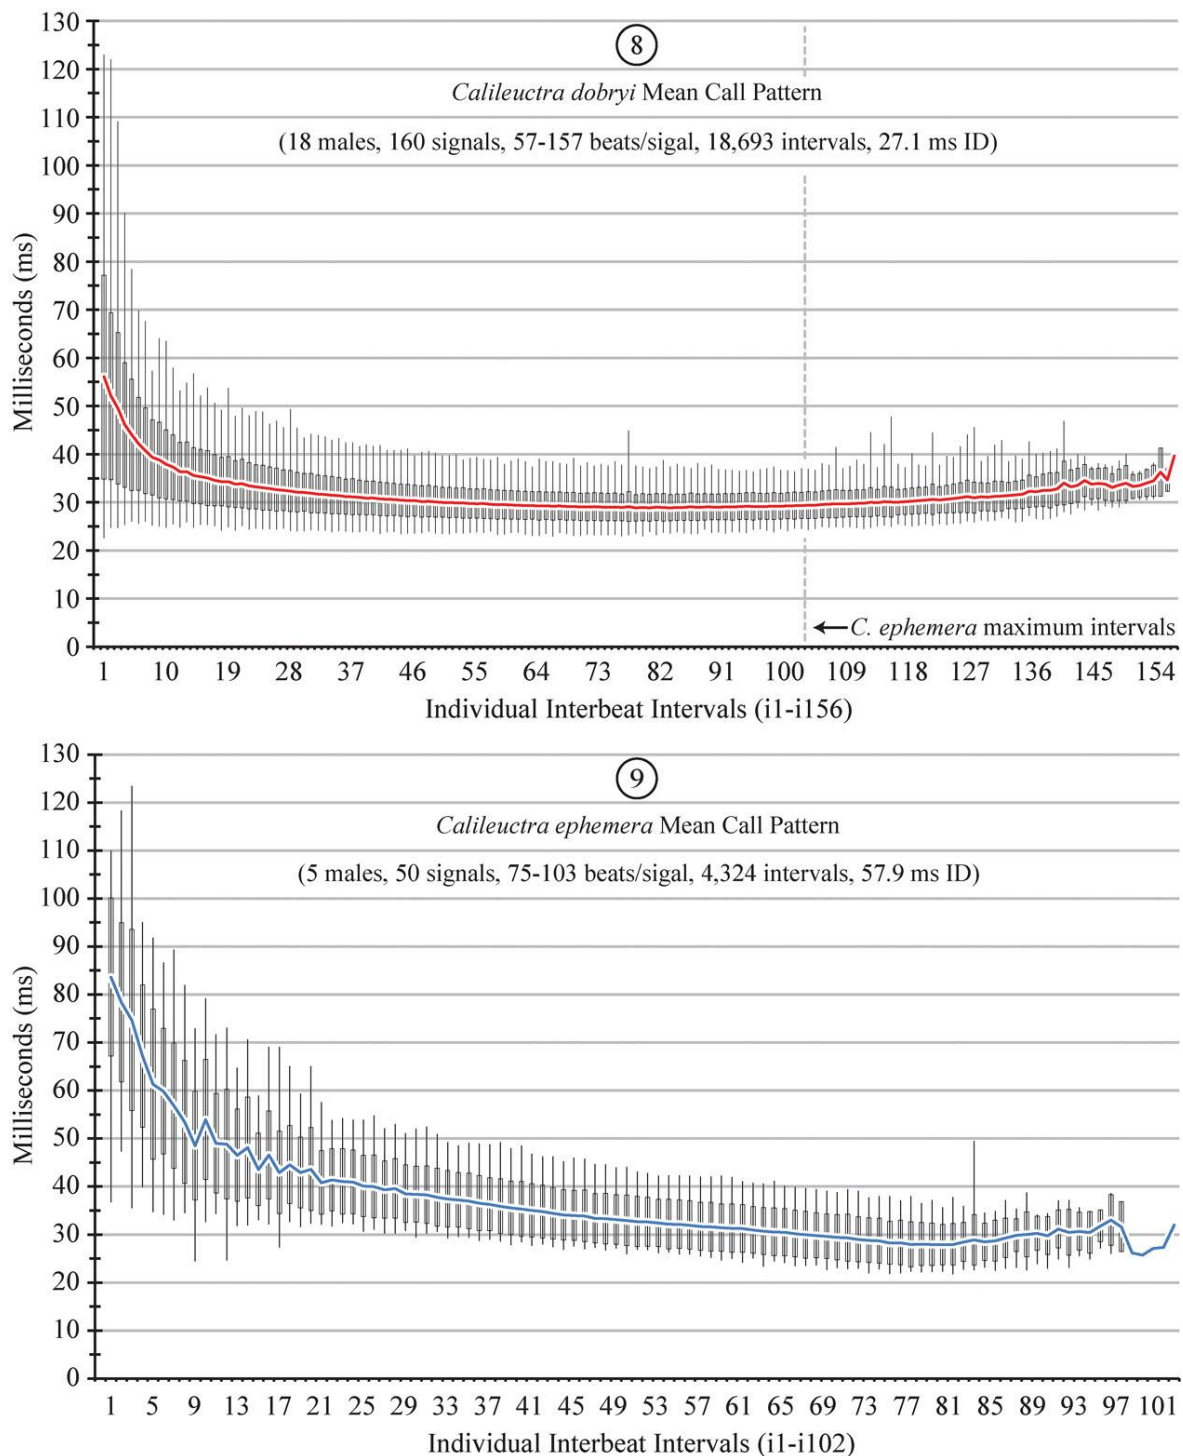 130
120
110
100
90
80
70
60
50
40
30
20
10
0
Milliseconds (ms)
8
Calileuctra dobryi Mean Call Pattern
(18 males, 160 signals, 57-157 beats/sigal, 18,693 intervals, 27.1 ms ID)
C. ephemera maximum intervals
1 10 19 28 37 46 55 64 73 82 91 100 109 118 127 136 145 154
Individual Interbeat Intervals (i1-i156)
130
120
110
100
90
80
70
60
50
40
30
20
10
0
Milliseconds (ms)
9
Calileuctra ephemera Mean Call Pattern
(5 males, 50 signals, 75-103 beats/sigal, 4,324 intervals, 57.9 ms ID)
1 5 9 13 17 21 25 29 33 37 41 45 49 53 57 61 65 69 73 77 81 85 89 93 97 101
Individual Interbeat Intervals (i1-i102)